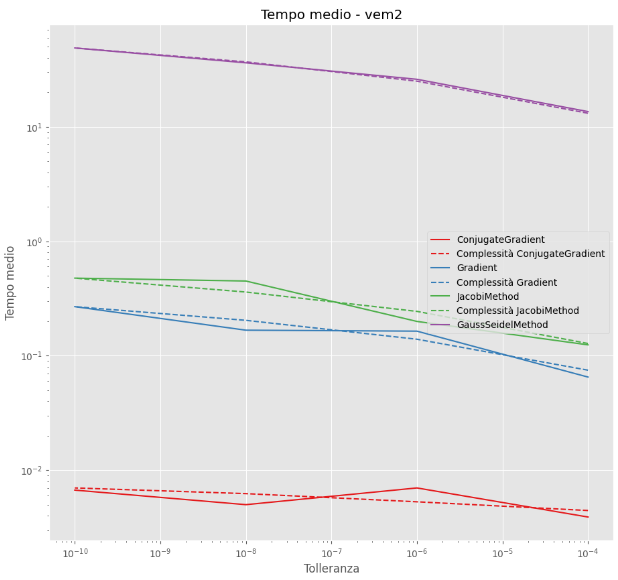 Tempo medio - vem2
Tempo medio
10¹
10⁰
10⁻¹
10⁻²
ConjugateGradient
Complessità ConjugateGradient
Gradient
Complessità Gradient
JacobiMethod
Complessità JacobiMethod
GaussSeidelMethod
10⁻¹⁰
10⁻⁹
10⁻⁸
10⁻⁷
10⁻⁶
10⁻⁵
10⁻⁴
Tolleranza